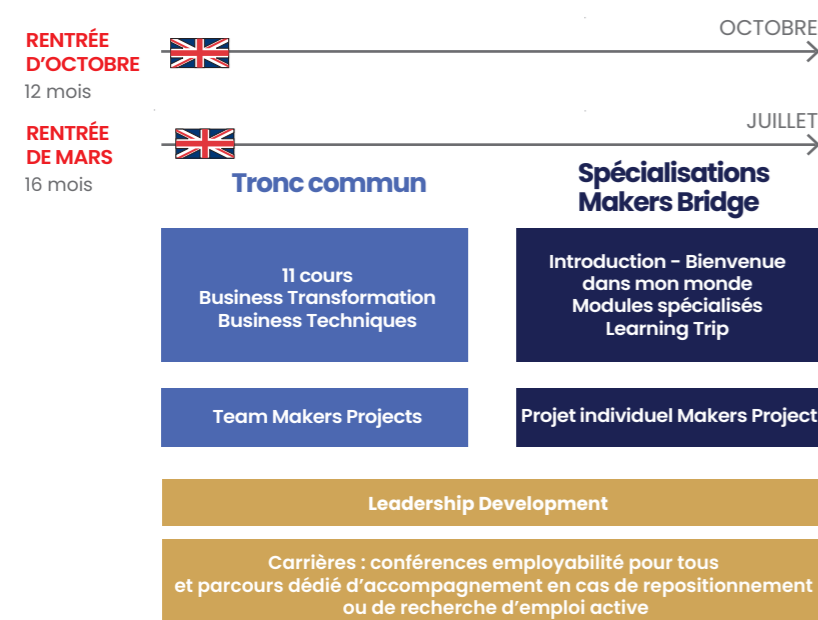 RENTRÉE
D'OCTOBRE
12 mois
OCTOBRE
RENTRÉE
DE MARS
16 mois
JUILLET
Tronc commun
Spécialisations
Makers Bridge
11 cours
Business Transformation
Business Techniques
Introduction - Bienvenue
dans mon monde
Modules spécialisés
Learning Trip
Team Makers Projects
Projet individuel Makers Project
Leadership Development
Carrières : conférences employabilité pour tous
et parcours dédié d'accompagnement en cas de repositionnement
ou de recherche d'emploi active